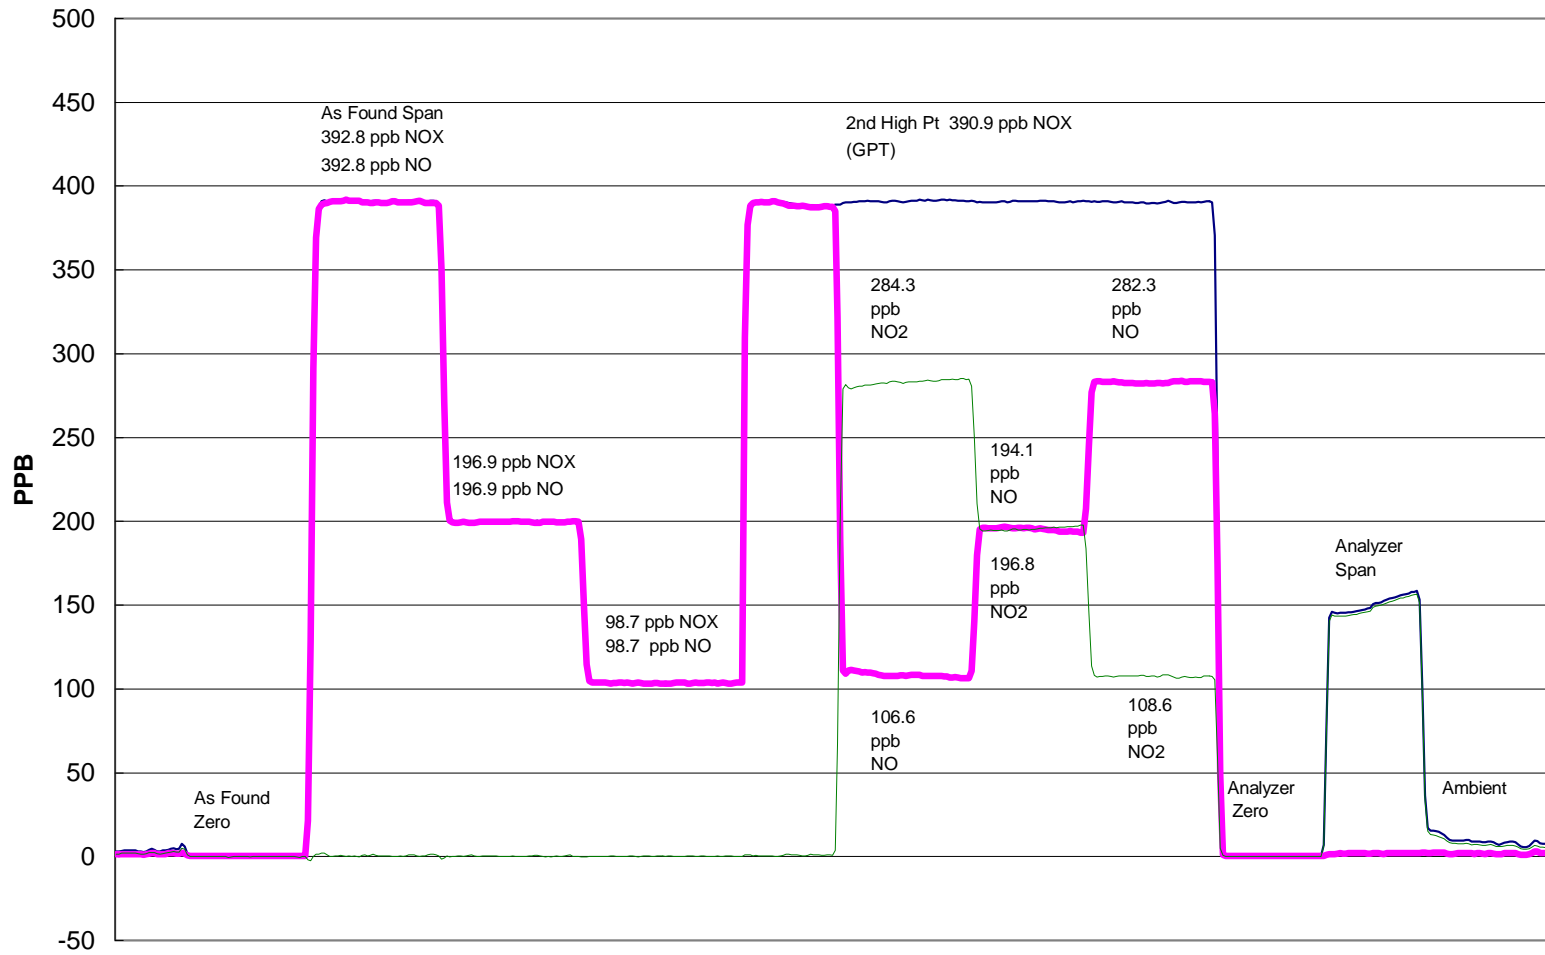 500
450
400
350
300
250
200
150
100
50
0
-50
PPB
As Found Span
392.8 ppb NOX
392.8 ppb NO
2nd High Pt  390.9 ppb NOX
(GPT)
284.3
ppb
NO2
282.3
ppb
NO
196.9 ppb NOX
196.9 ppb NO
194.1
ppb
NO
196.8
ppb
NO2
98.7 ppb NOX
98.7  ppb NO
106.6
ppb
NO
108.6
ppb
NO2
As Found
Zero
Analyzer
Zero
Analyzer
Span
Ambient